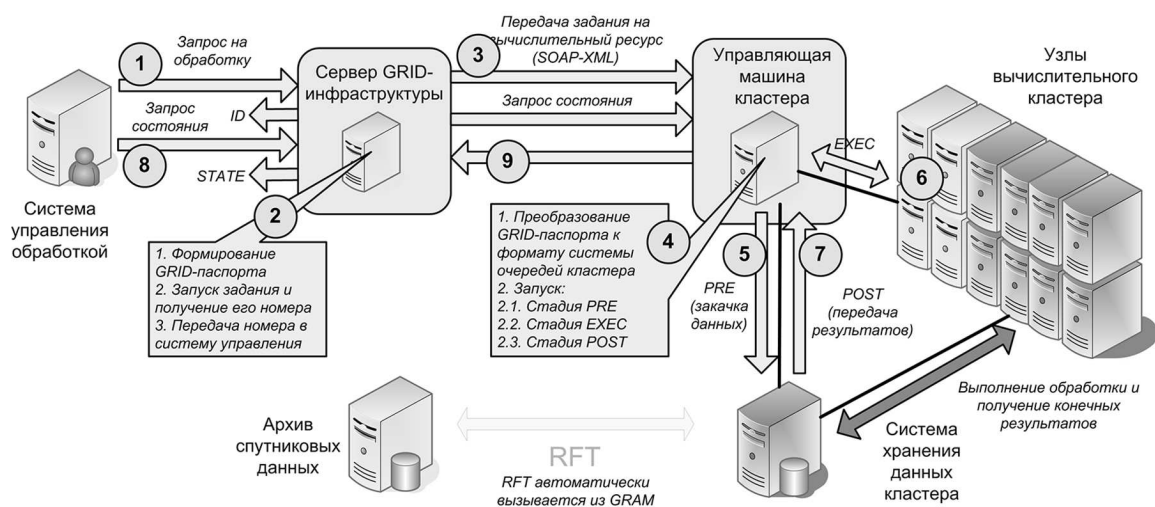 1
Запрос на
обработку
Сервер GRID-
инфраструктуры
3
Передача задания на
вычислительный ресурс
(SOAP-XML)
Управляющая
машина
кластера
Узлы
вычислительного
кластера
Запрос
состояния
ID
Запрос состояния
8
STATE
9
EXEC
6
Система
управления
обработкой
2
1. Формирование
GRID-паспорта
2. Запуск задания и
получение его номера
3. Передача номера в
систему управления
4
1. Преобразование
GRID-паспорта к
формату системы
очередей кластера
2. Запуск:
2.1. Стадия PRE
2.2. Стадия EXEC
2.3. Стадия POST
5
7
PRE
(закачка
данных)
POST
(передача
результатов)
Выполнение обработки и
получение конечных
результатов
Архив
спутниковых
данных
RFT
RFT автоматически
вызывается из GRAM
Система
хранения
данных
кластера